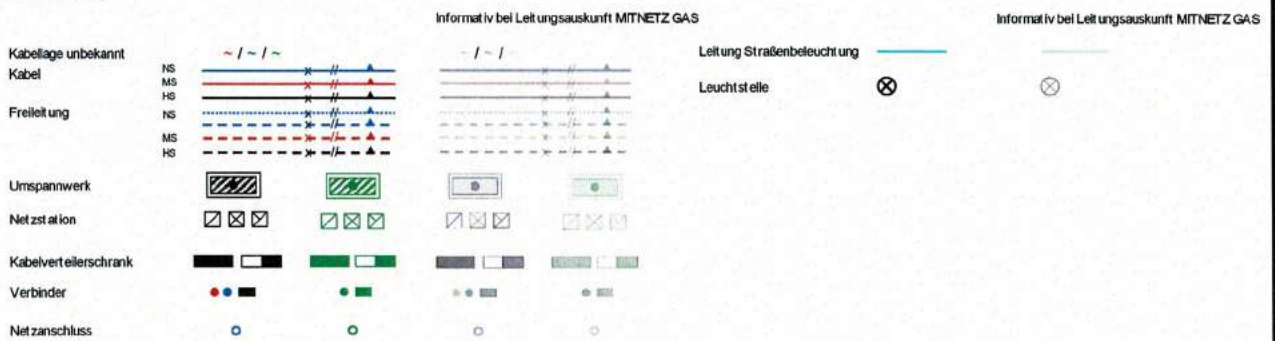 Informativ bei Leitungsauskunft MITNETZ GAS
Informativ bei Leitungsauskunft MITNETZ GAS
Kabellage unbekannt
~ / ~ / ~
~ / ~ /
Leitung Straßenbeleuchtung
Kabel
NS
MS
HS
Leuchtstelle
Freileitung
NS
MS
HS
Umspannwerk
Netzstation
Kabelverteilerschrank
Verbinder
Netzanschluss